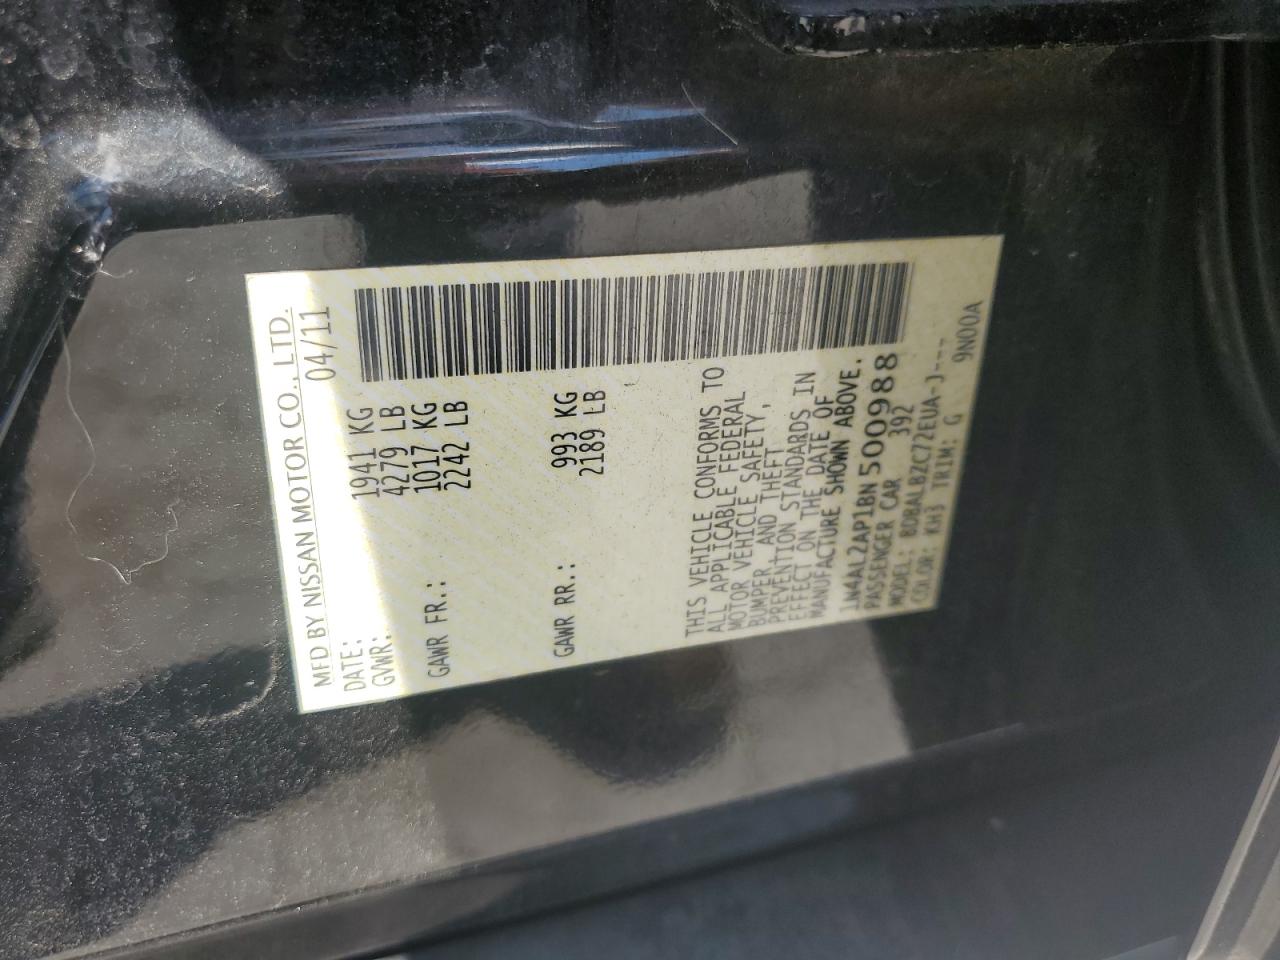 MFD BY NISSAN MOTOR CO., LTD.
DATE: 04/11
GVWR: 1941 KG
4279 LB
GAWR FR.: 1017 KG
2242 LB
GAWR RR.: 993 KG
2189 LB
THIS VEHICLE CONFORMS TO
ALL APPLICABLE FEDERAL
MOTOR VEHICLE SAFETY,
BUMPER, AND THEFT
PREVENTION STANDARDS IN
EFFECT ON THE DATE OF
MANUFACTURE SHOWN ABOVE.
1N4AL2AP1BN500988
PASSENGER CAR 392
MODEL: BDBALBZC72EUA-J---
COLOR: KH3 TRIM: G 9N00A